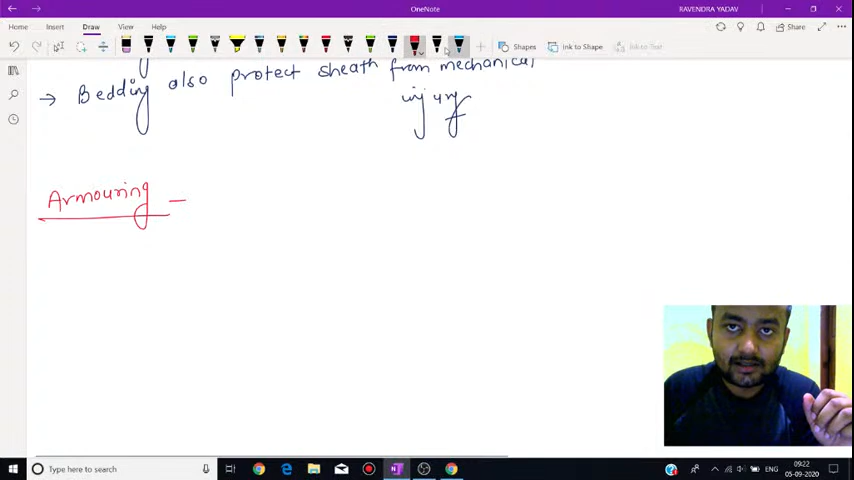 OneNote
RAVENDRA YADAV
Home Insert Draw View Help
Share
Shapes
Ink to Shape
Ink to Text
→ Bedding also protect sheath from mechanical
injury
Armouring -
Type here to search
ENG
09:22
05-09-2020